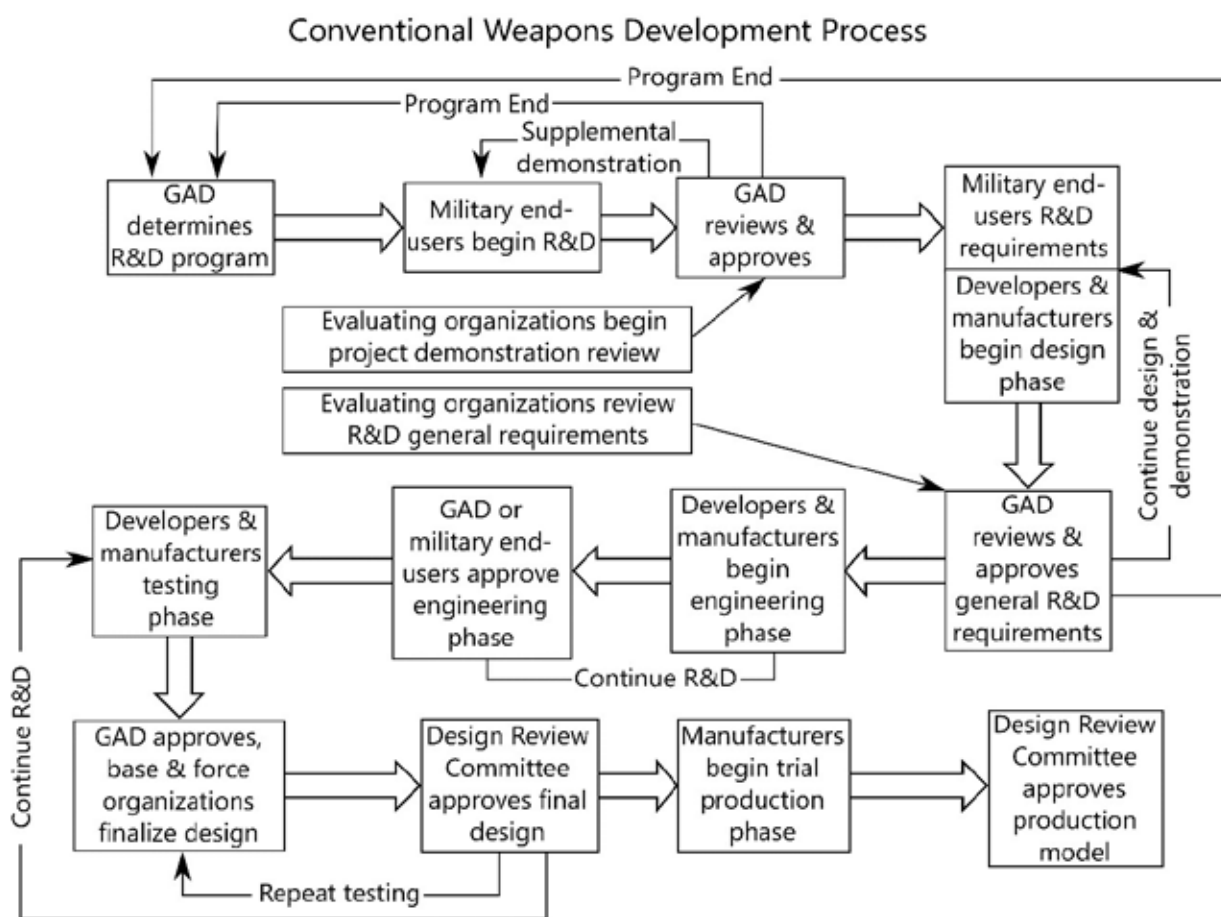 Conventional Weapons Development Process
Program End
Program End
Supplemental
demonstration
GAD
determines
R&D program
Military end-
users begin R&D
GAD
reviews &
approves
Military end-
users R&D
requirements
Developers &
manufacturers
begin design
phase
Continue design &
demonstration
Evaluating organizations begin
project demonstration review
Evaluating organizations review
R&D general requirements
Developers &
manufacturers
testing
phase
GAD or
military end-
users approve
engineering
phase
Developers &
manufacturers
begin
engineering
phase
GAD
reviews &
approves
general R&D
requirements
Continue R&D
Continue R&D
GAD approves,
base & force
organizations
finalize design
Design Review
Committee
approves final
design
Manufacturers
begin trial
production
phase
Design Review
Committee
approves
production
model
Repeat testing